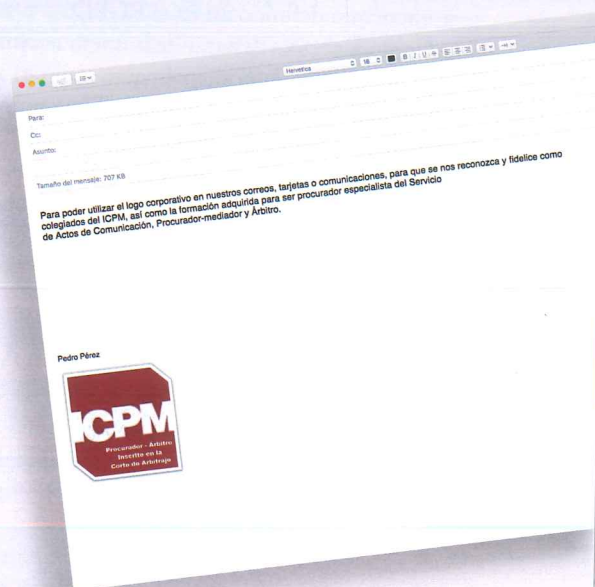 Helvetica 18 B I U S
Para:
Cc:
Asunto:
Tamaño del mensaje: 707 KB
Para poder utilizar el logo corporativo en nuestros correos, tarjetas o comunicaciones, para que se nos reconozca y fidelice como
colegiados del ICPM, así como la formación adquirida para ser procurador especialista del Servicio
de Actos de Comunicación, Procurador-mediador y Árbitro.
Pedro Pérez
ICPM
Procurador - Árbitro
Inscrito en la
Corte de Arbitraje